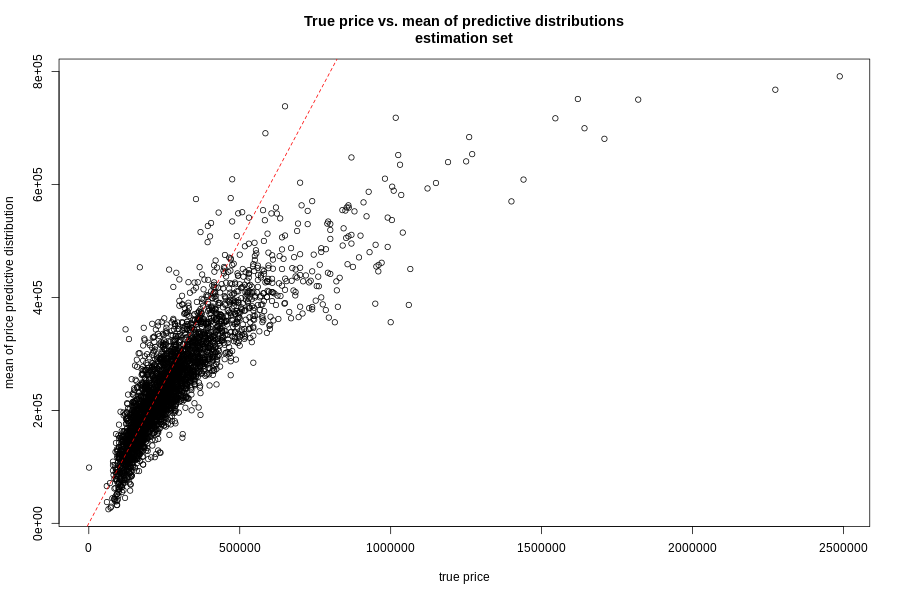 True price vs. mean of predictive distributions
estimation set
mean of price predictive distribution
8e+05
6e+05
4e+05
2e+05
0e+00
0 500000 1000000 1500000 2000000 2500000
true price